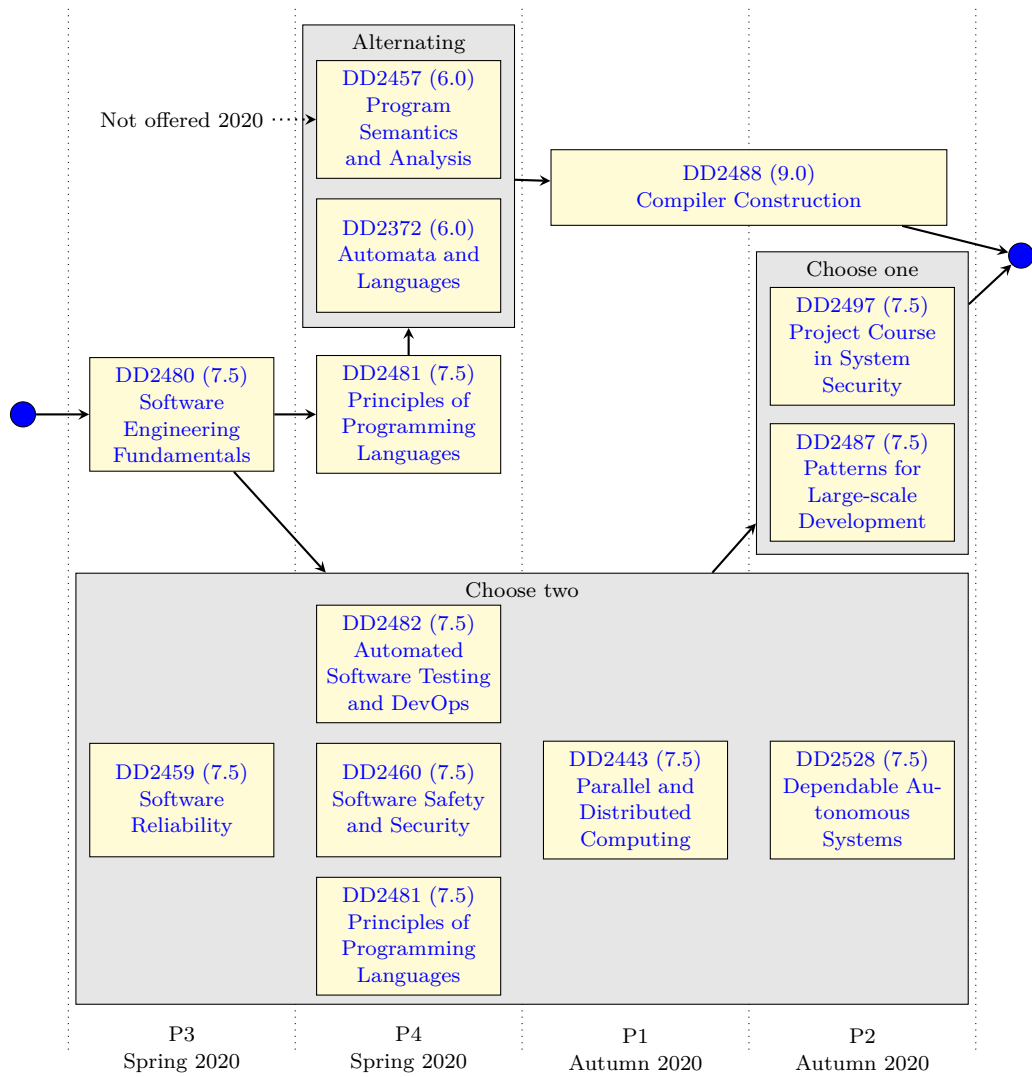 Alternating
DD2457 (6.0)
Program
Semantics
and Analysis
Not offered 2020
DD2372 (6.0)
Automata and
Languages
DD2488 (9.0)
Compiler Construction
Choose one
DD2497 (7.5)
Project Course
in System
Security
DD2487 (7.5)
Patterns for
Large-scale
Development
DD2480 (7.5)
Software
Engineering
Fundamentals
DD2481 (7.5)
Principles of
Programming
Languages
Choose two
DD2482 (7.5)
Automated
Software Testing
and DevOps
DD2459 (7.5)
Software
Reliability
DD2460 (7.5)
Software Safety
and Security
DD2443 (7.5)
Parallel and
Distributed
Computing
DD2528 (7.5)
Dependable Au-
tonomous
Systems
DD2481 (7.5)
Principles of
Programming
Languages
P3
Spring 2020
P4
Spring 2020
P1
Autumn 2020
P2
Autumn 2020